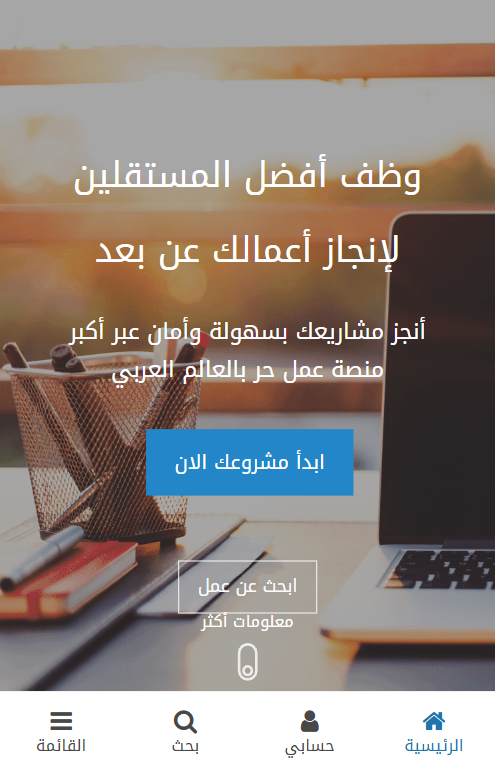 وظف أفضل المستقلين
لإنجاز أعمالك عن بعد
أنجز مشاريعك بسهولة وأمان عبر أكبر
منصة عمل حر بالعالم العربي
ابدأ مشروعك الان
ابحث عن عمل
معلومات أكثر
الرئيسية
حسابي
بحث
القائمة